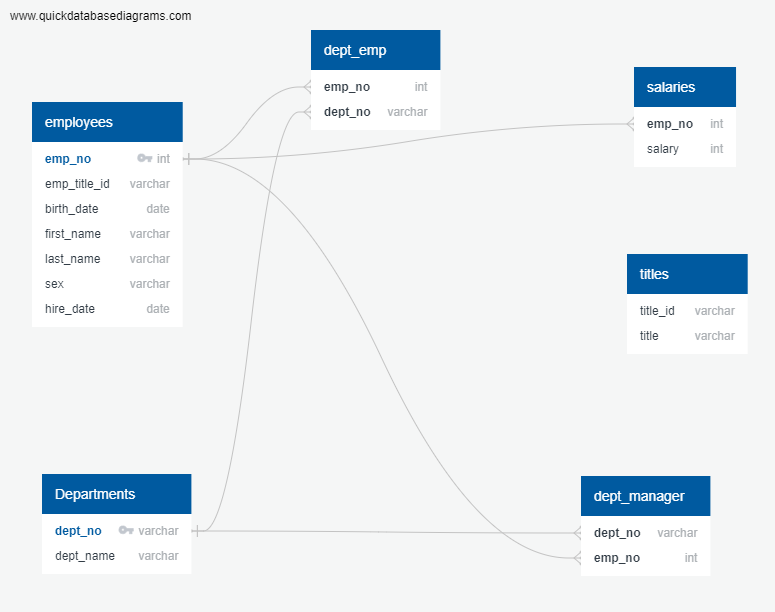 www.quickdatabasediagrams.com
dept_emp
emp_no int
dept_no varchar
salaries
emp_no int
salary int
employees
emp_no int
emp_title_id varchar
birth_date date
first_name varchar
last_name varchar
sex varchar
hire_date date
titles
title_id varchar
title varchar
Departments
dept_no varchar
dept_name varchar
dept_manager
dept_no varchar
emp_no int